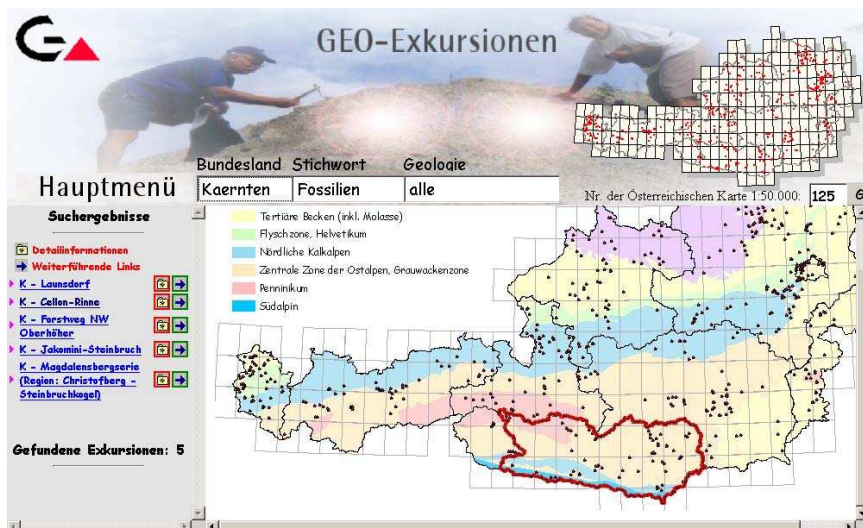 GEO-Exkursionen
Bundesland Stichwort Geologie
Hauptmenü
Kaernten Fossilien alle
Nr. der Österreichischen Karte 1:50.000: 125 G
Suchergebnisse
Detailinformationen
Weiterführende Links
K - Launsdorf
K - Cellon-Rinne
K - Forstweg NW
Oberhöher
K - Jakomini-Steinbruch
K - Magdalensbergserie
(Region: Christofberg -
Steinbruchkogel)
Gefundene Exkursionen: 5
Tertiäre Becken (inkl. Molasse)
Flyschzone, Helvetikum
Nördliche Kalkalpen
Zentrale Zone der Ostalpen, Grauwackenzone
Penninikum
Südalpin